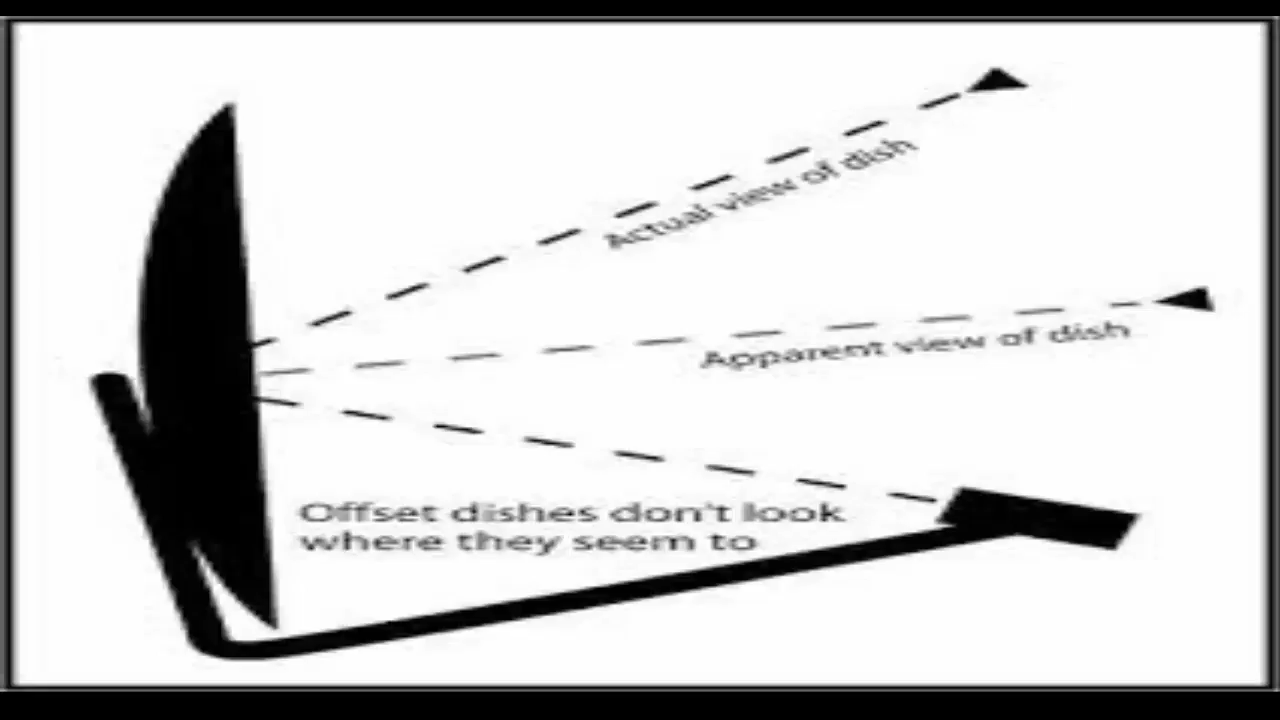 Actual view of dish
Apparent view of dish
Offset dishes don't look
where they seem to